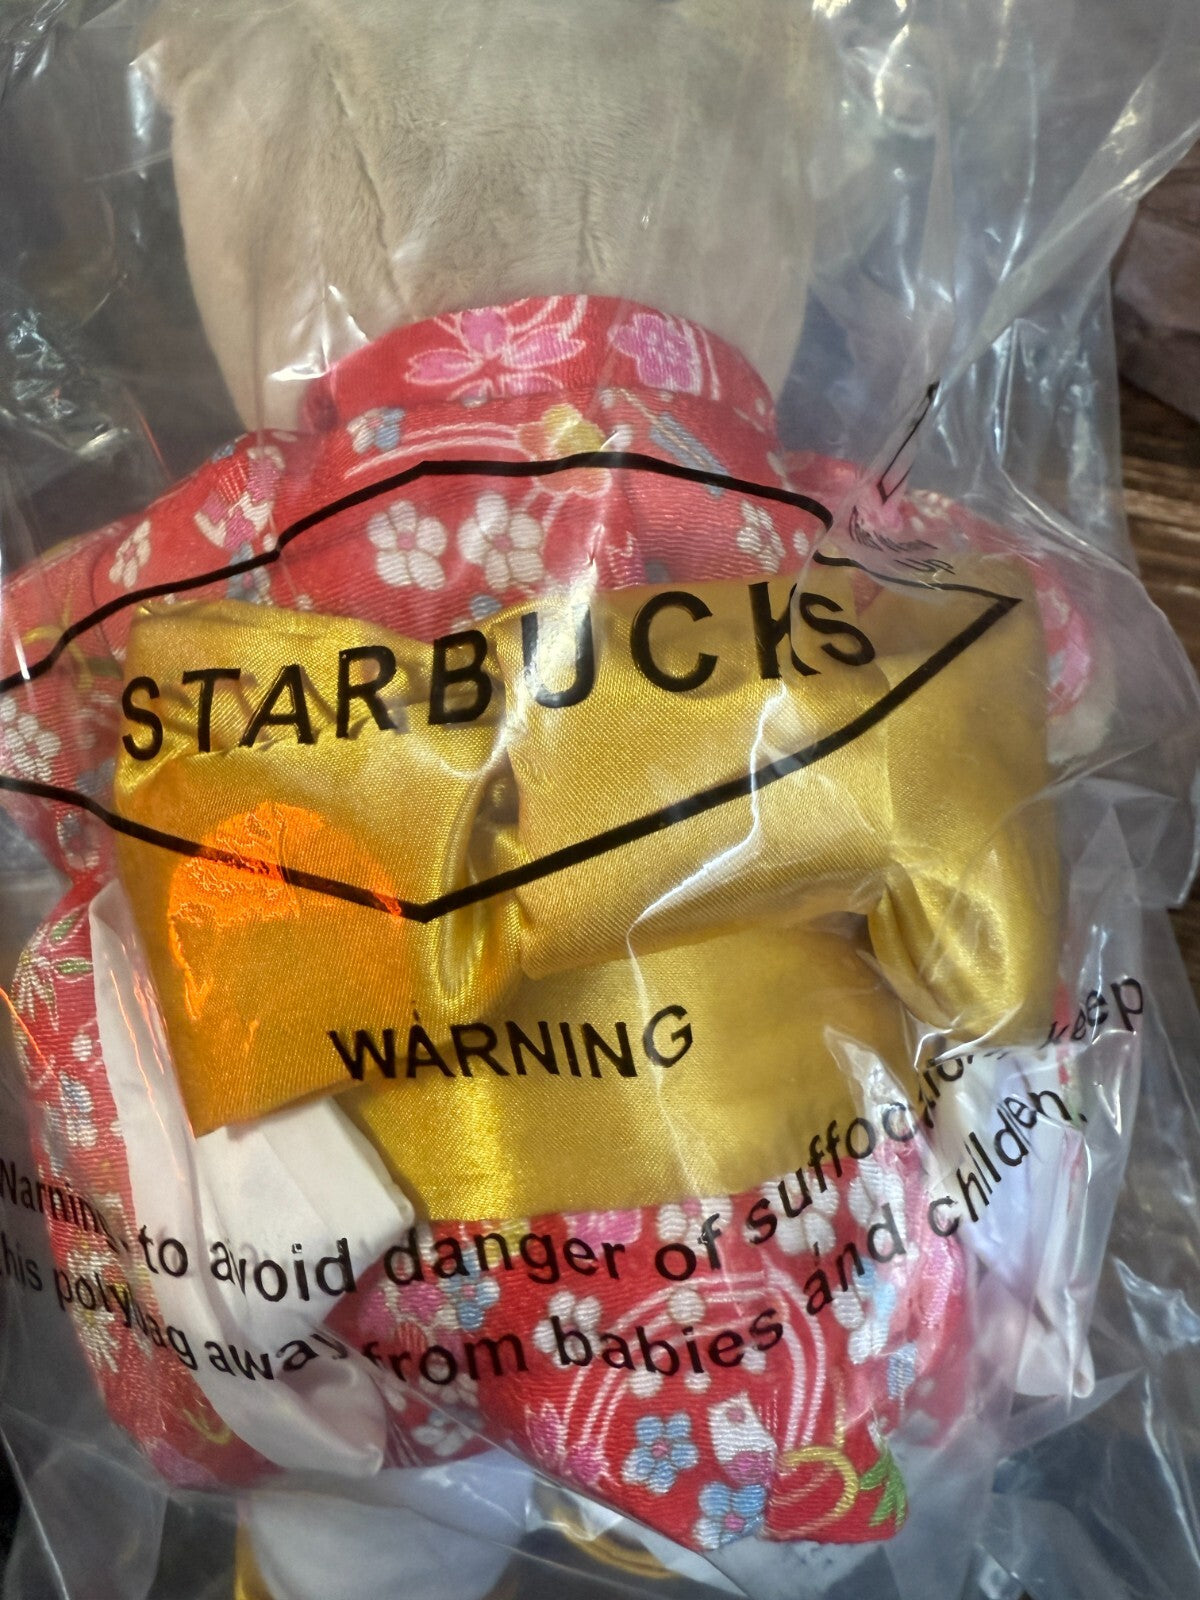 STARBUCKS
WARNING
Warning, to avoid danger of suffocation, keep
this polybag away from babies and children.